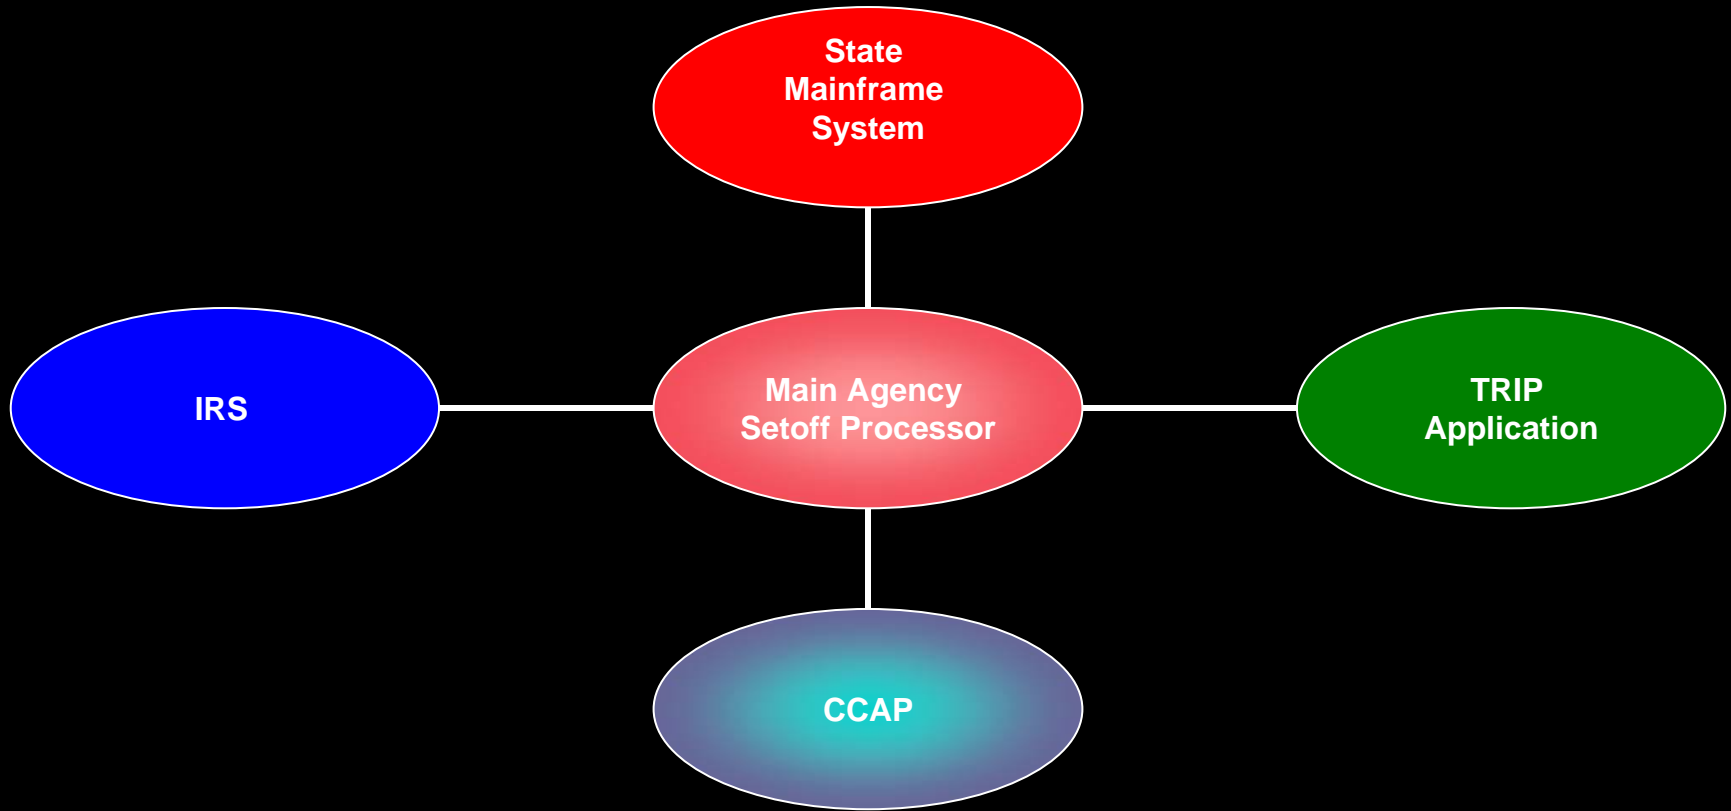 State
Mainframe
System
IRS
Main Agency
Setoff Processor
TRIP
Application
CCAP